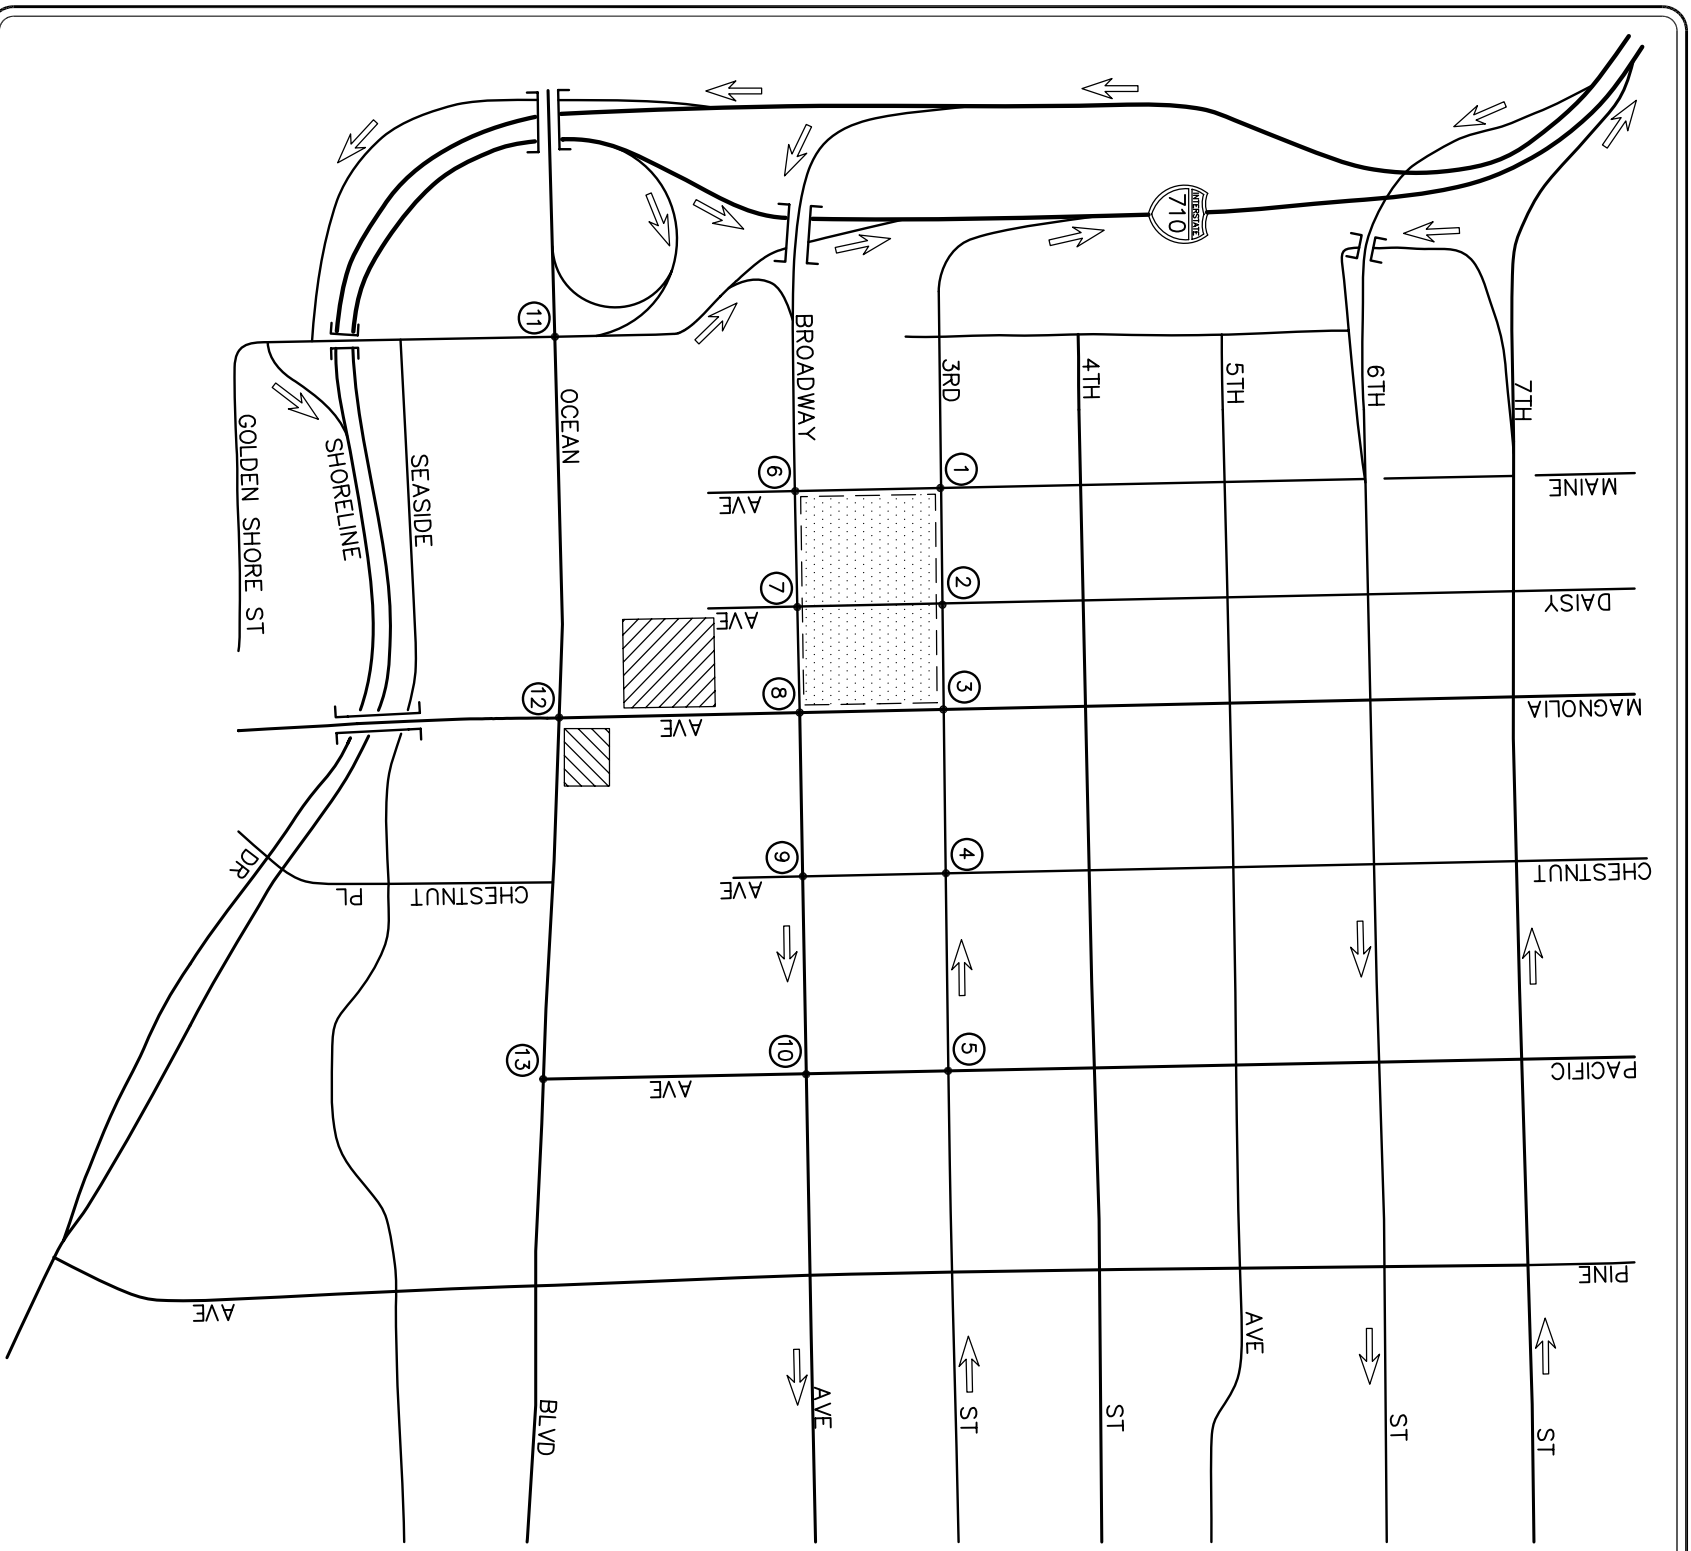 INTERSTATE
710
7TH
ST
6TH
ST
5TH
AVE
4TH
ST
3RD
ST
BROADWAY
AVE
OCEAN
BLVD
SEASIDE
SHORELINE
DR
GOLDEN SHORE ST
MAINE
AVE
DAISY
AVE
MAGNOLIA
AVE
CHESTNUT
AVE
CHESTNUT PL
PACIFIC
AVE
PINE
AVE
1
2
3
4
5
6
7
8
9
10
11
12
13